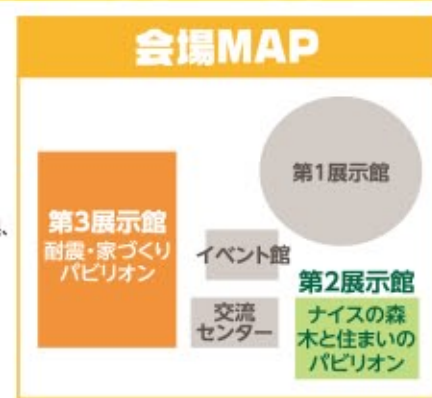 会場MAP
第1展示館
第3展示館
耐震・家づくり
パビリオン
イベント館
第2展示館
交流
センター
ナイスの森
木と住まいの
パビリオン